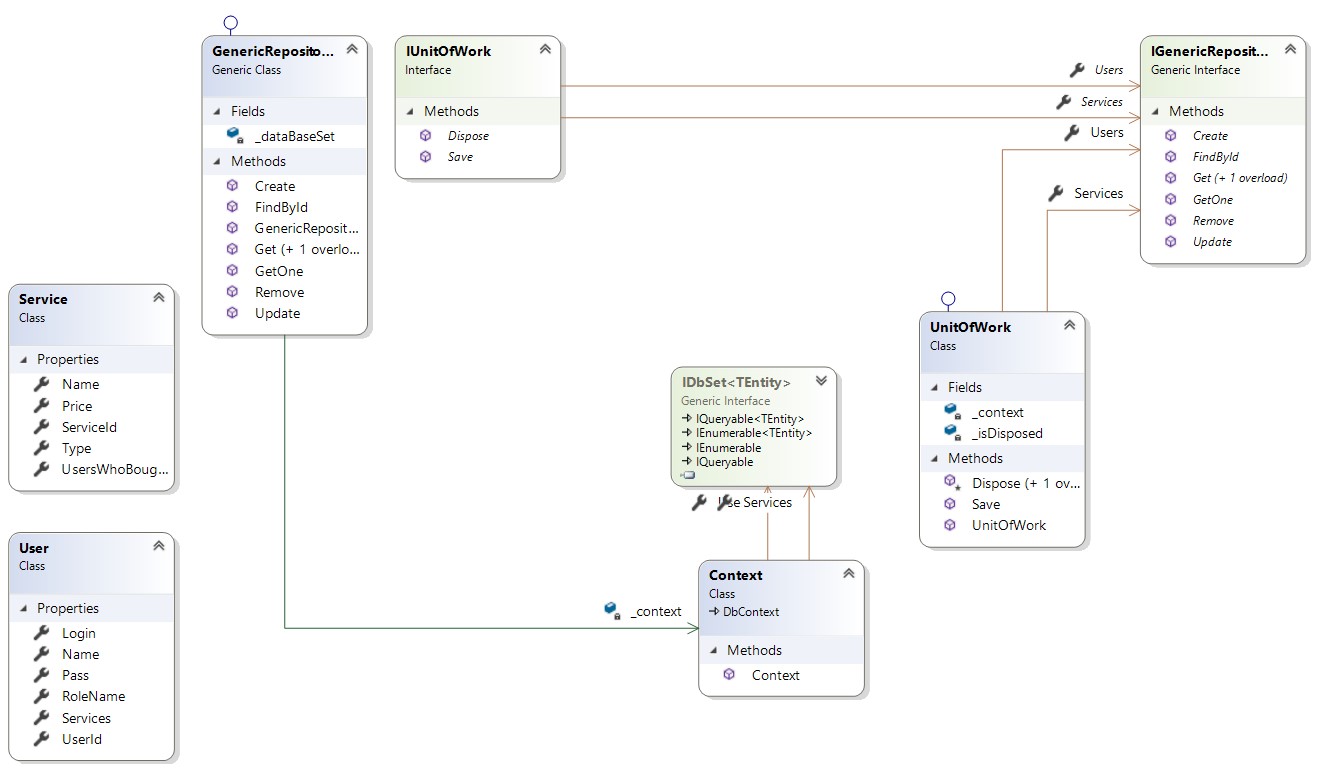 GenericReposito...
Generic Class
Fields
_dataBaseSet
Methods
Create
FindById
GenericReposit...
Get (+ 1 overlo...
GetOne
Remove
Update
IUnitOfWork
Interface
Methods
Dispose
Save
Users
Services
Users
Services
IGenericReposit...
Generic Interface
Methods
Create
FindById
Get (+ 1 overload)
GetOne
Remove
Update
Service
Class
Properties
Name
Price
ServiceId
Type
UsersWhoBoug...
User
Class
Properties
Login
Name
Pass
RoleName
Services
UserId
IDbSet<TEntity>
Generic Interface
IQueryable<TEntity>
IEnumerable<TEntity>
IEnumerable
IQueryable
Services
_context
Context
Class
DbContext
Methods
Context
UnitOfWork
Class
Fields
_context
_isDisposed
Methods
Dispose (+ 1 ov...
Save
UnitOfWork